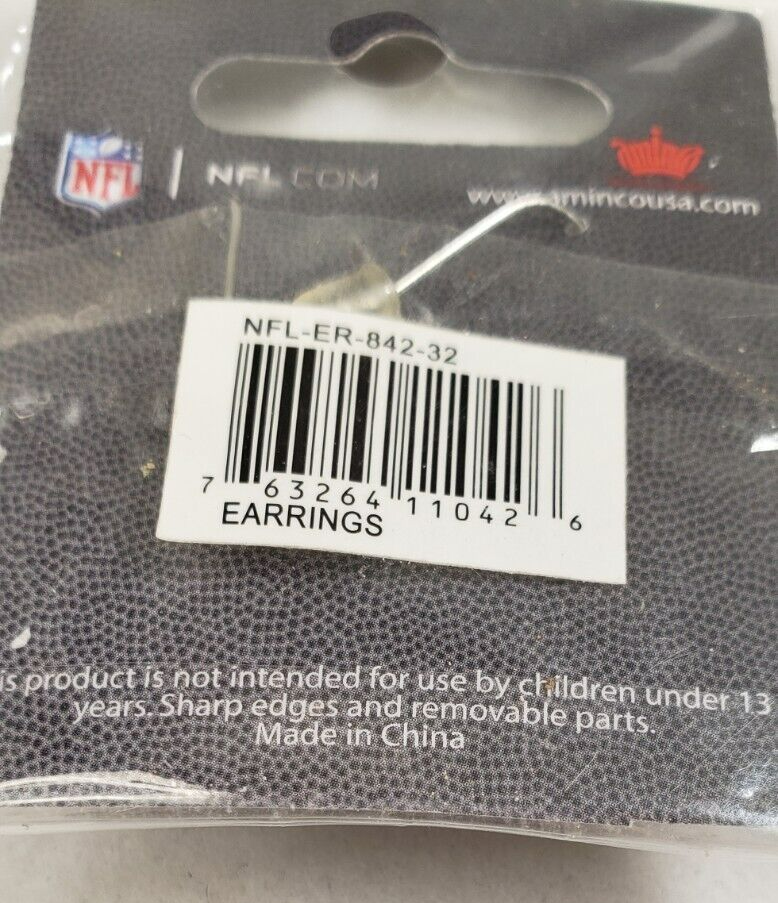 NFL
NFL.COM
aminco
www.amincousa.com
NFL-ER-842-32
7 63264 11042 6
EARRINGS
is product is not intended for use by children under 13
years. Sharp edges and removable parts.
Made in China